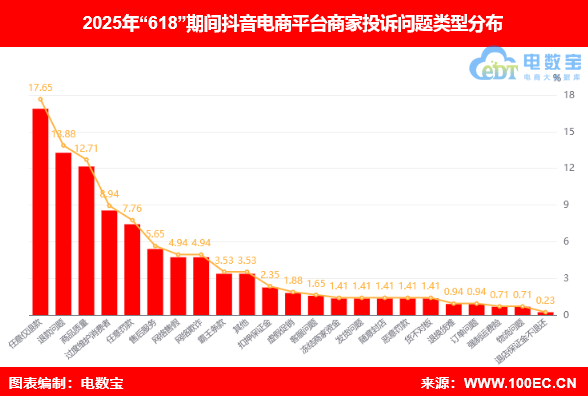 2025年“618”期间抖音电商平台商家投诉问题类型分布
电数宝
eDT
电商大数据库
%
17.65
13.88
12.71
8.94
7.76
5.65
4.94
4.94
3.53
3.53
2.35
1.88
1.65
1.41
1.41
1.41
1.41
1.41
0.94
0.94
0.71
0.71
0.23
18
15
12
9
6
3
0
任意仅退款
退款问题
商品质量
过度维护消费者
任意罚款
售后服务
网络售假
网络欺诈
霸王条款
其他
扣押保证金
虚假促销
客服问题
冻结商家资金
发货问题
随意封店
恶意罚款
货不对板
退换货难
订单问题
强制运费险
物流问题
退店保证金不退还
图表编制：电数宝
来源：WWW.100EC.CN